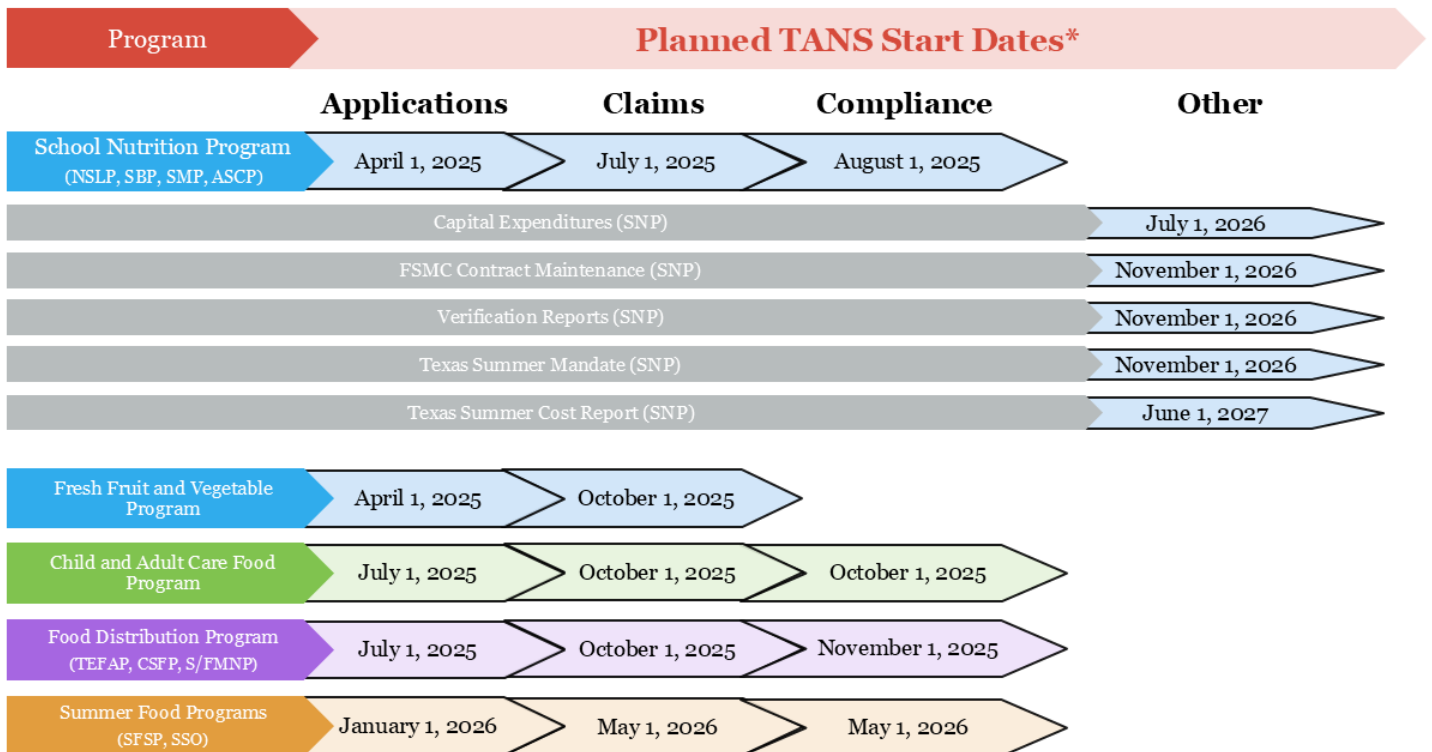 Program
Planned TANS Start Dates*
Applications Claims Compliance Other
School Nutrition Program
(NSLP, SBP, SMP, ASCP)
April 1, 2025 July 1, 2025 August 1, 2025
Capital Expenditures (SNP) July 1, 2026
FSMC Contract Maintenance (SNP) November 1, 2026
Verification Reports (SNP) November 1, 2026
Texas Summer Mandate (SNP) November 1, 2026
Texas Summer Cost Report (SNP) June 1, 2027
Fresh Fruit and Vegetable
Program
April 1, 2025 October 1, 2025
Child and Adult Care Food
Program
July 1, 2025 October 1, 2025 October 1, 2025
Food Distribution Program
(TEFAP, CSFP, S/FMNP)
July 1, 2025 October 1, 2025 November 1, 2025
Summer Food Programs
(SFSP, SSO)
January 1, 2026 May 1, 2026 May 1, 2026